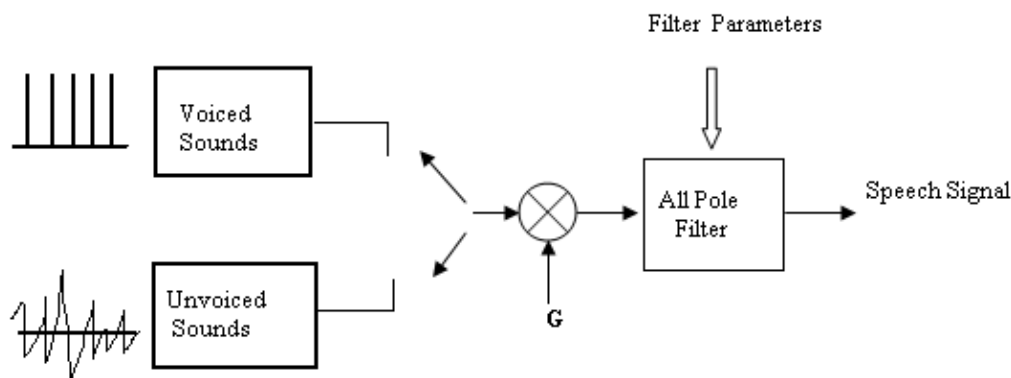 Filter Parameters
Voiced
Sounds
All Pole
Filter
Speech Signal
Unvoiced
Sounds
G